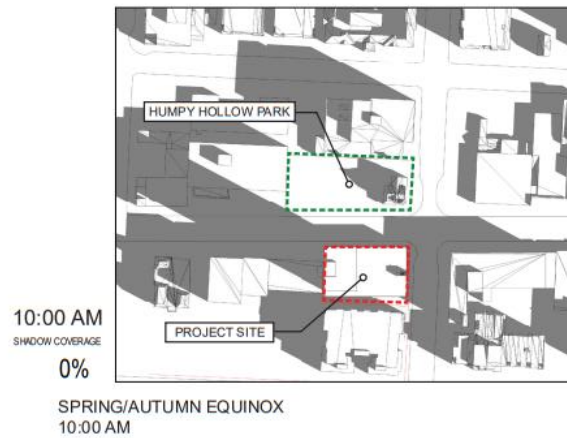 HUMPY HOLLOW PARK
PROJECT SITE
10:00 AM
SHADOW COVERAGE
0%
SPRING/AUTUMN EQUINOX
10:00 AM